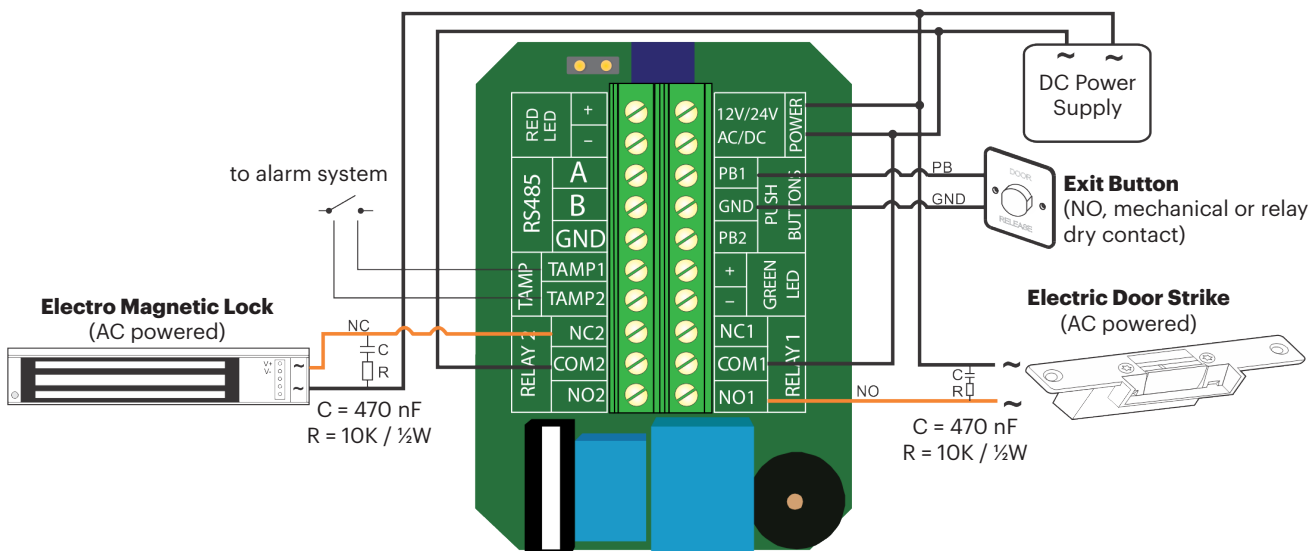 DC Power
Supply
~ ~
RED
LED
+
–
RS485
A
B
GND
TAMP
TAMP1
TAMP2
RELAY 2
NC2
COM2
NO2
12V/24V
AC/DC
POWER
PB1
GND
PB2
PUSH
BUTTONS
+
–
GREEN
LED
NC1
COM1
NO1
RELAY 1
to alarm system
PB
GND
DOOR
RELEASE
Exit Button
(NO, mechanical or relay
dry contact)
Electro Magnetic Lock
(AC powered)
V+
V-
~
~
NC
C
R
C = 470 nF
R = 10K / ½W
Electric Door Strike
(AC powered)
~
~
NO
C
R
C = 470 nF
R = 10K / ½W